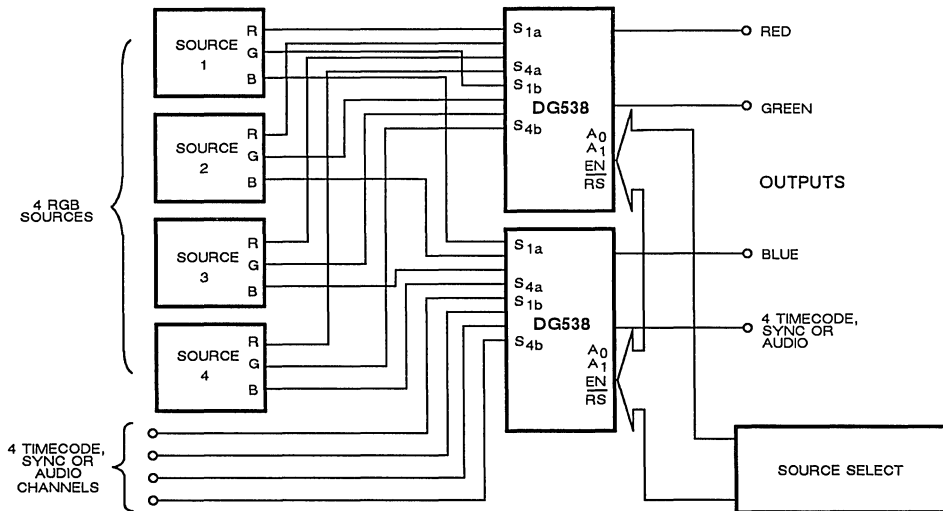 4 RGB
SOURCES
SOURCE
1
R
G
B
SOURCE
2
R
G
B
SOURCE
3
R
G
B
SOURCE
4
R
G
B
4 TIMECODE,
SYNC OR
AUDIO
CHANNELS
S1a
S4a
S1b
DG538
S4b
A0
A1
EN
RS
S1a
S4a
S1b
DG538
S4b
A0
A1
EN
RS
RED
GREEN
OUTPUTS
BLUE
4 TIMECODE,
SYNC OR
AUDIO
SOURCE SELECT